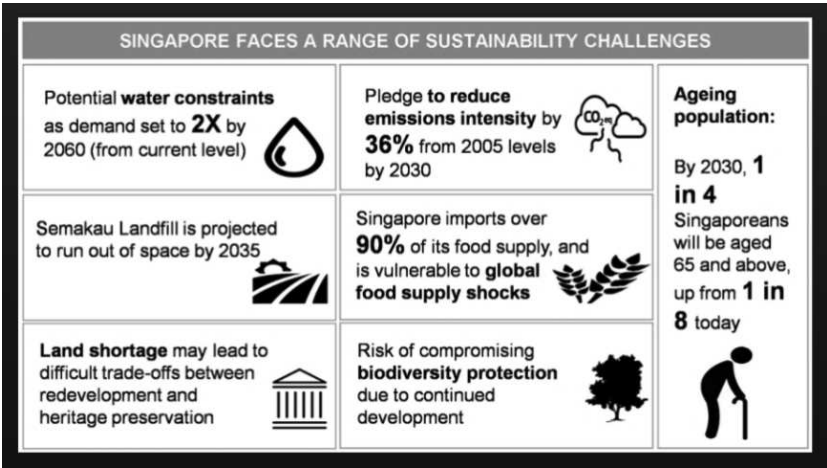 SINGAPORE FACES A RANGE OF SUSTAINABILITY CHALLENGES
Potential water constraints
as demand set to 2X by
2060 (from current level)
Pledge to reduce
emissions intensity by
36% from 2005 levels
by 2030
CO₂eq
Semakau Landfill is projected
to run out of space by 2035
Singapore imports over
90% of its food supply, and
is vulnerable to global
food supply shocks
Land shortage may lead to
difficult trade-offs between
redevelopment and
heritage preservation
Risk of compromising
biodiversity protection
due to continued
development
Ageing
population:
By 2030, 1
in 4
Singaporeans
will be aged
65 and above,
up from 1 in
8 today